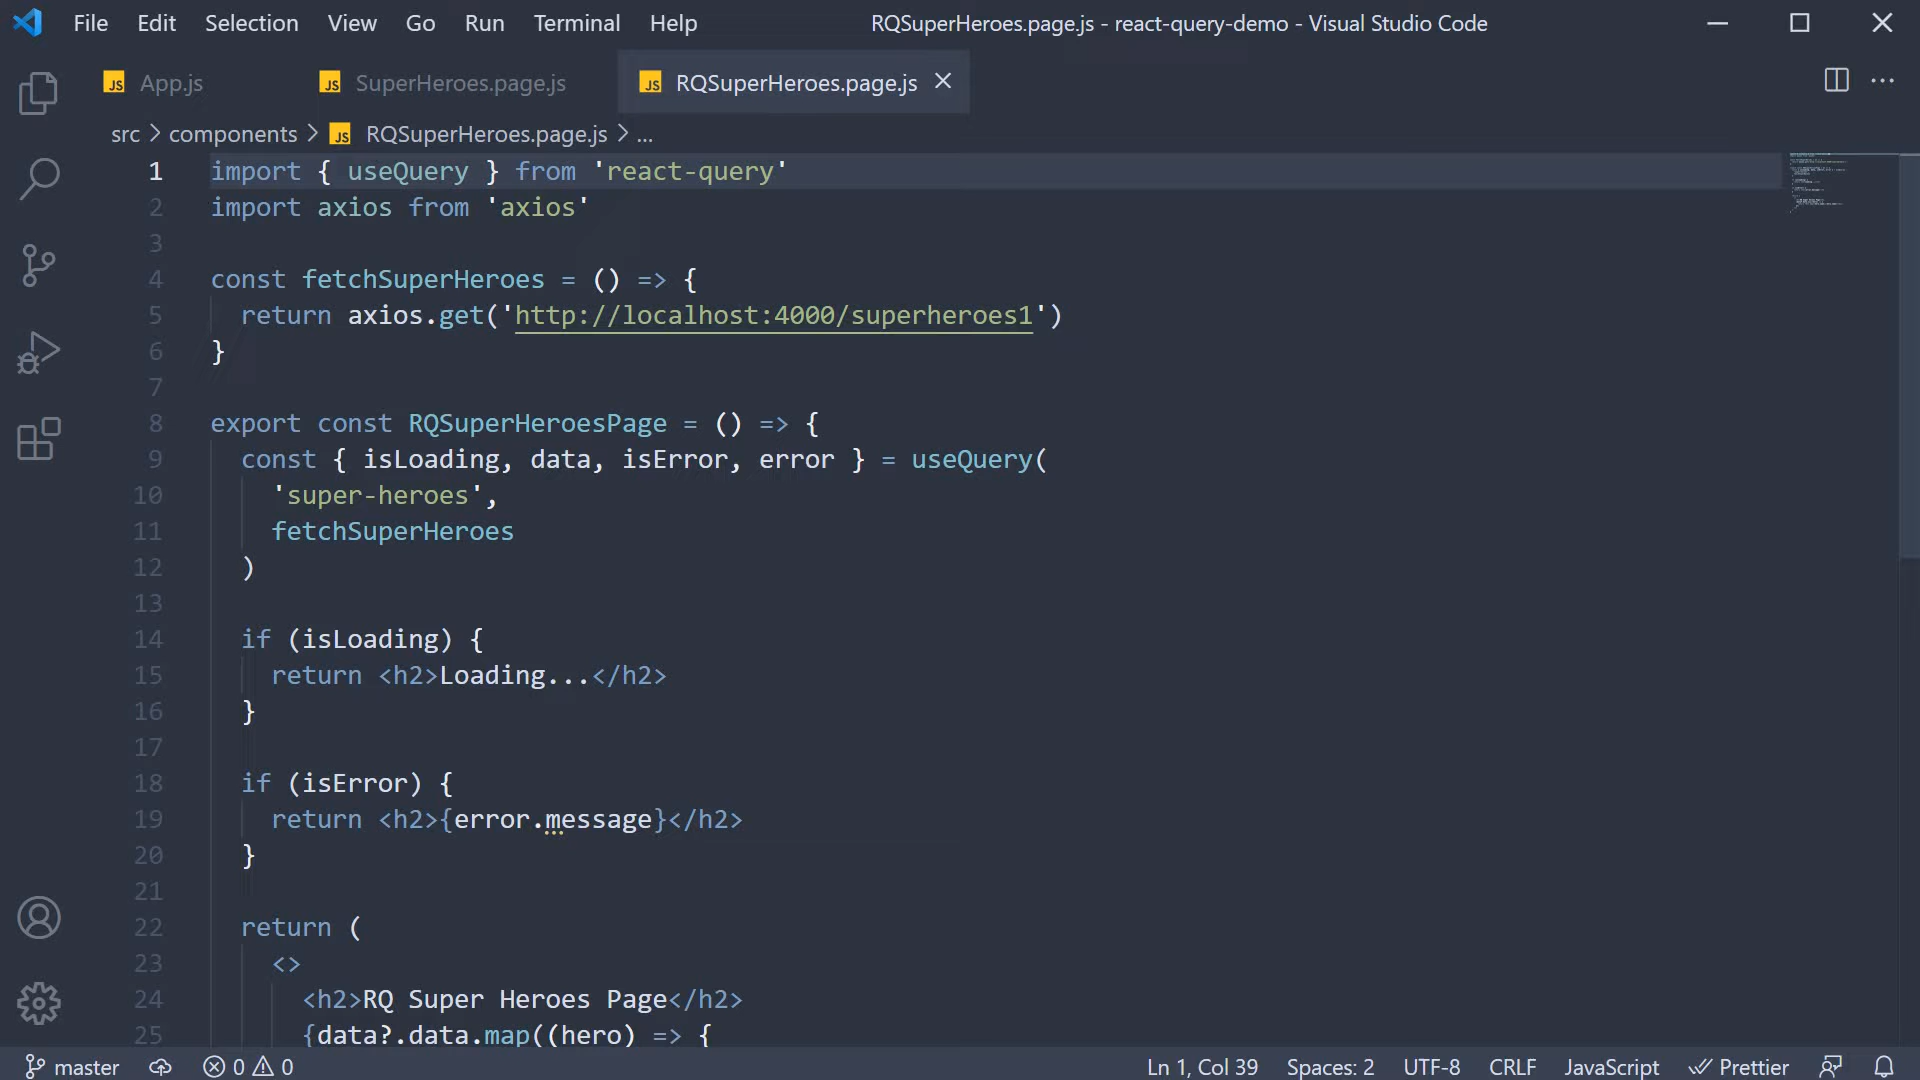 File Edit Selection View Go Run Terminal Help RQSuperHeroes.page.js - react-query-demo - Visual Studio Code
JS App.js JS SuperHeroes.page.js JS RQSuperHeroes.page.js
src > components > JS RQSuperHeroes.page.js > ...
1 import { useQuery } from 'react-query'
2 import axios from 'axios'
3
4 const fetchSuperHeroes = () => {
5 return axios.get('http://localhost:4000/superheroes1')
6 }
7
8 export const RQSuperHeroesPage = () => {
9 const { isLoading, data, isError, error } = useQuery(
10 'super-heroes',
11 fetchSuperHeroes
12 )
13
14 if (isLoading) {
15 return <h2>Loading...</h2>
16 }
17
18 if (isError) {
19 return <h2>{error.message}</h2>
20 }
21
22 return (
23 <>
24 <h2>RQ Super Heroes Page</h2>
25 {data?.data.map((hero) => {
master 0 0 Ln 1, Col 39 Spaces: 2 UTF-8 CRLF JavaScript Prettier